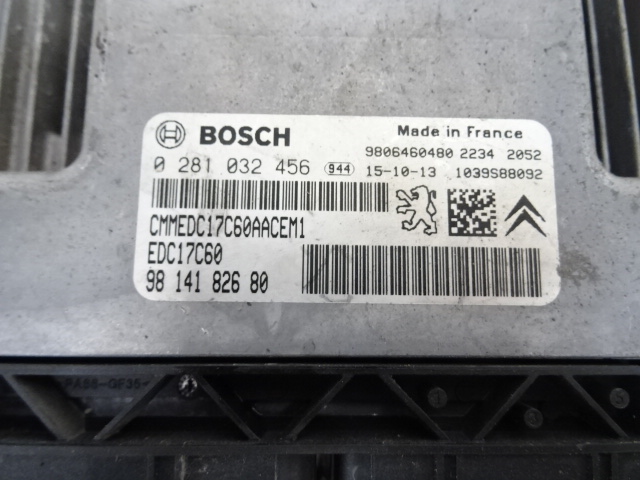 BOSCH
Made in France
9806460480 2234 2052
0 281 032 456 944 15-10-13 1039S88092
CMMEDC17C60AACEM1
EDC17C60
98 141 826 80